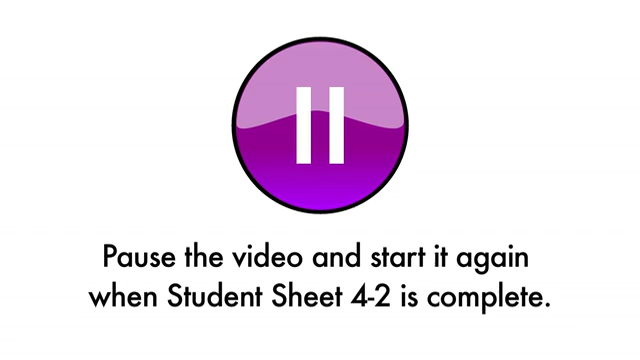 Pause the video and start it again
when Student Sheet 4-2 is complete.